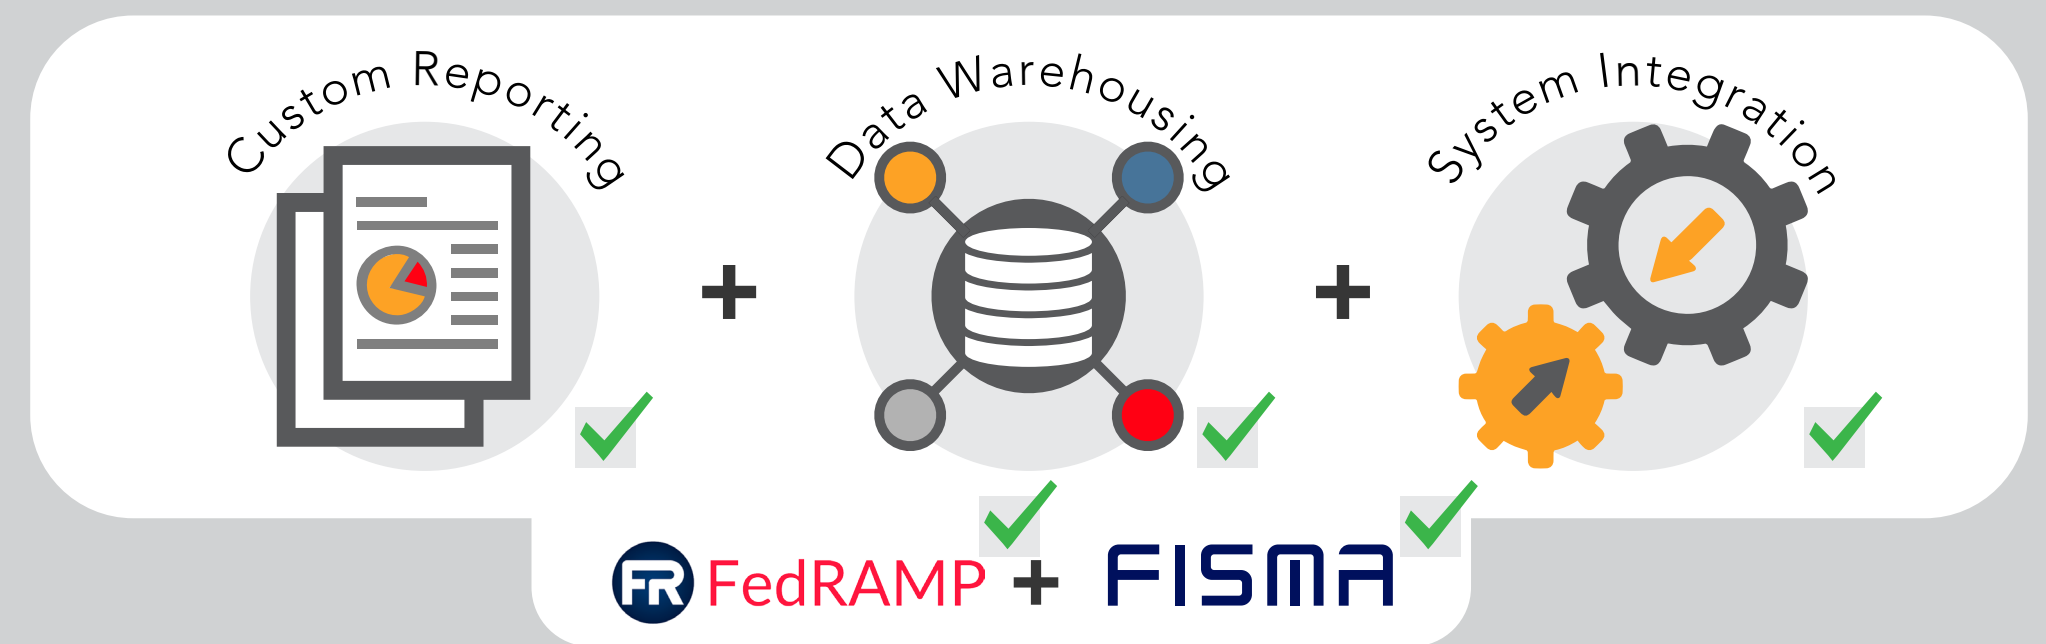 Custom Reporting
Data Warehousing
System Integration
+
+
FR FedRAMP + FISMA